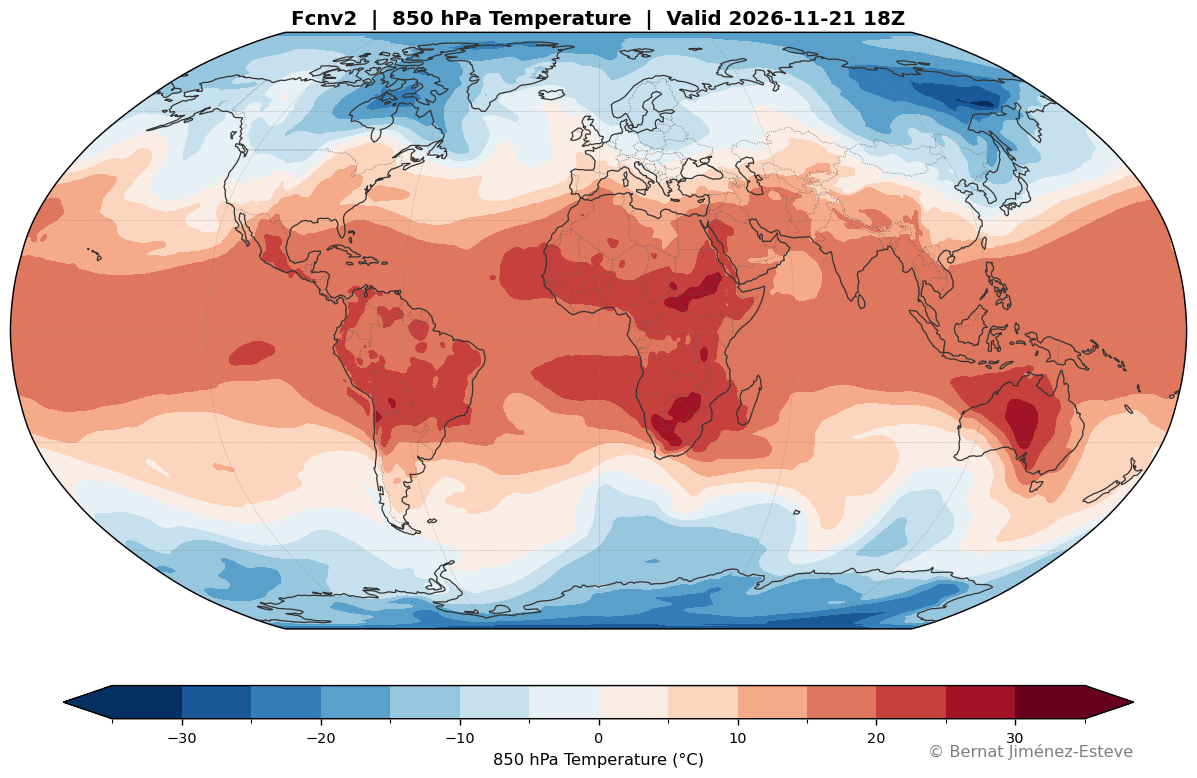 Fcnv2 | 850 hPa Temperature | Valid 2026-11-21 18Z
−30 −20 −10 0 10 20 30
850 hPa Temperature (°C)
© Bernat Jiménez-Esteve